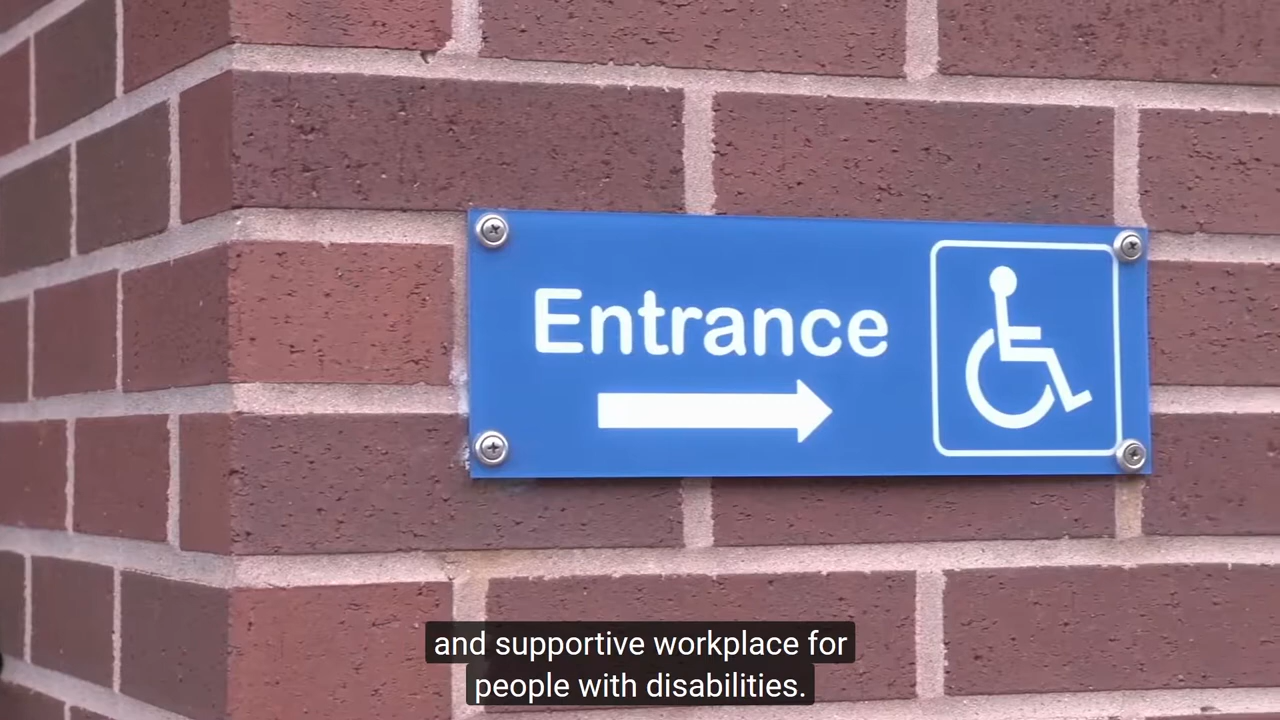 Entrance
and supportive workplace for
people with disabilities.